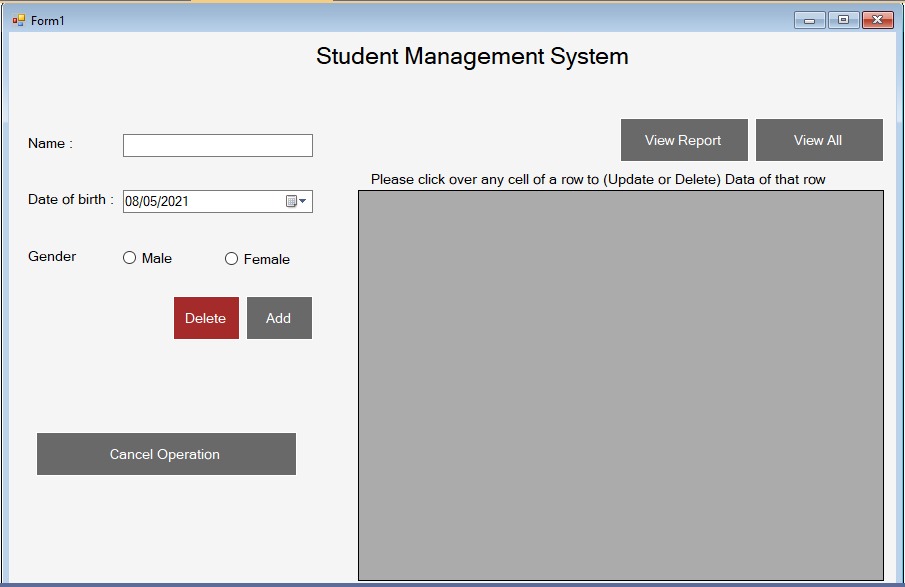 Form1
Student Management System
Name :
View Report
View All
Please click over any cell of a row to (Update or Delete) Data of that row
Date of birth :
08/05/2021
Gender
Male
Female
Delete
Add
Cancel Operation